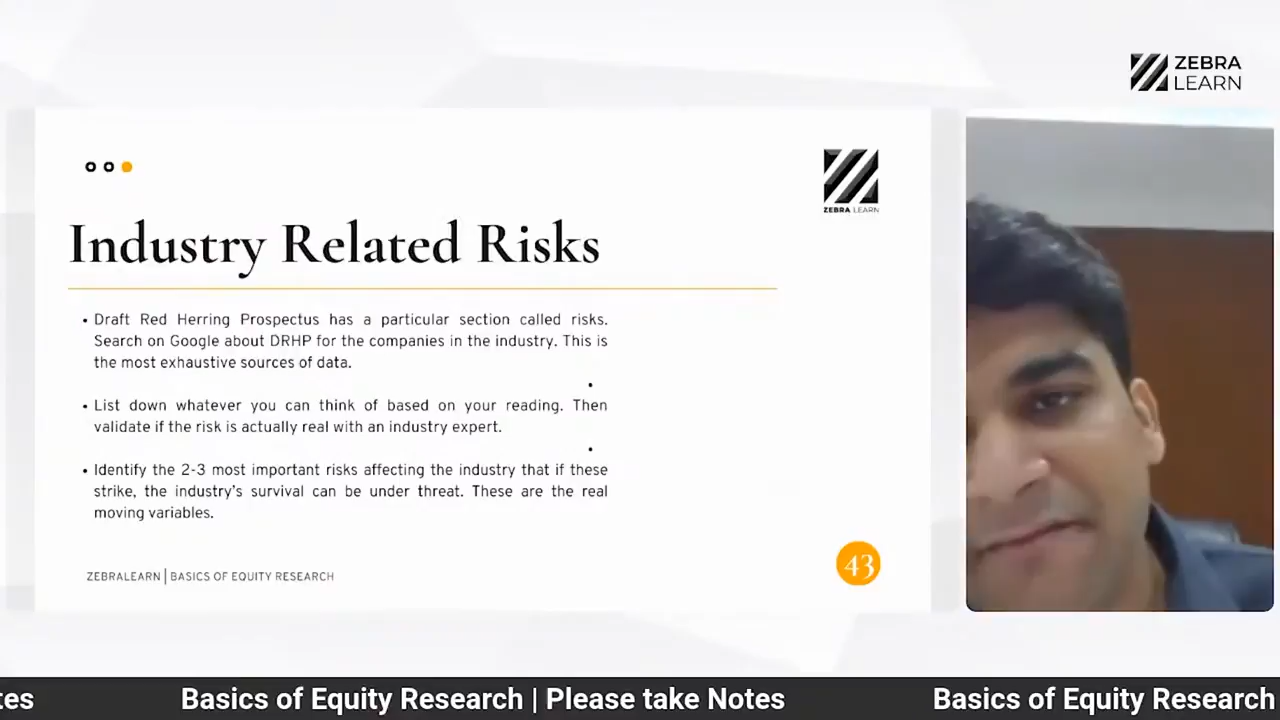 ZEBRA
LEARN
ZEBRA LEARN
Industry Related Risks
• Draft Red Herring Prospectus has a particular section called risks.
Search on Google about DRHP for the companies in the industry. This is
the most exhaustive sources of data.
• List down whatever you can think of based on your reading. Then
validate if the risk is actually real with an industry expert.
• Identify the 2-3 most important risks affecting the industry that if these
strike, the industry's survival can be under threat. These are the real
moving variables.
ZEBRALEARN | BASICS OF EQUITY RESEARCH
43
tes Basics of Equity Research | Please take Notes Basics of Equity Research